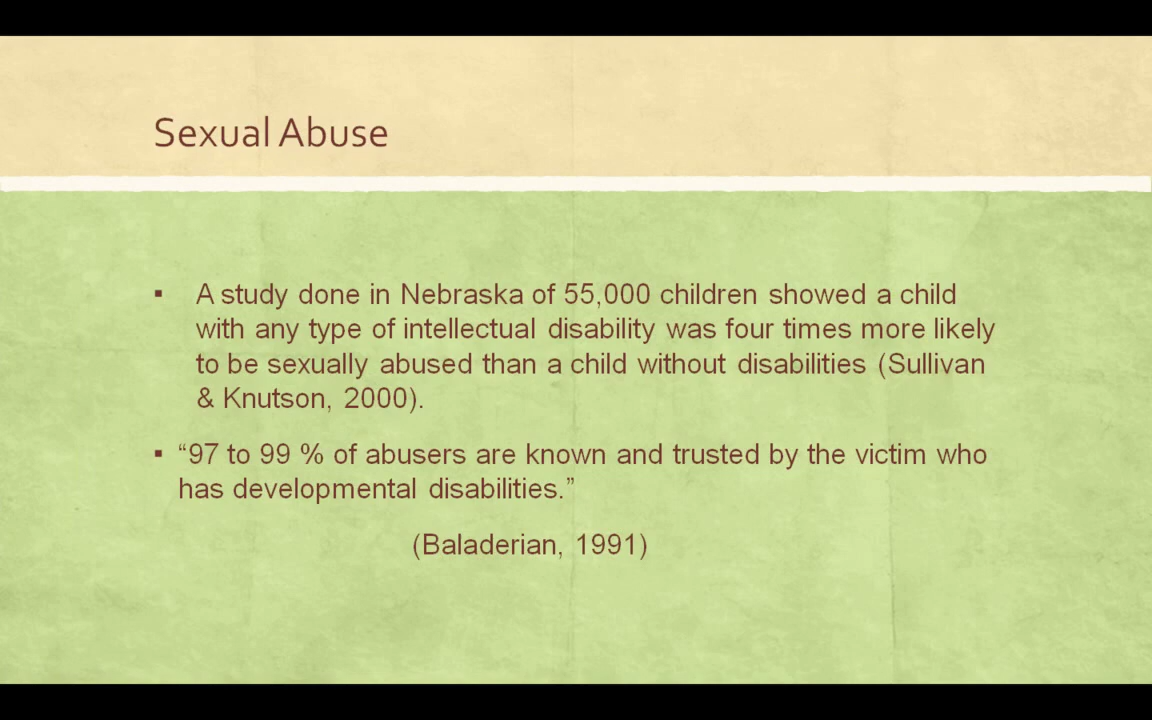 Sexual Abuse
▪ A study done in Nebraska of 55,000 children showed a child
with any type of intellectual disability was four times more likely
to be sexually abused than a child without disabilities (Sullivan
& Knutson, 2000).
▪ “97 to 99 % of abusers are known and trusted by the victim who
has developmental disabilities.”
(Baladerian, 1991)